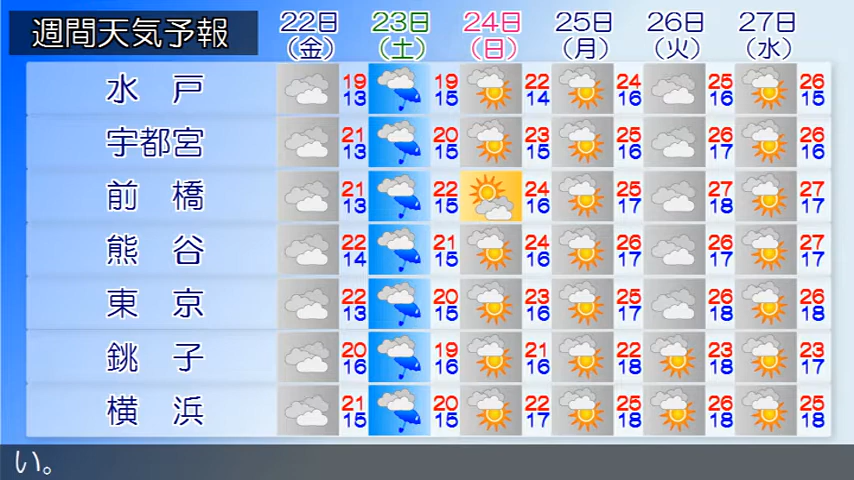 週間天気予報 22日(金) 23日(土) 24日(日) 25日(月) 26日(火) 27日(水)
水戸 19 13 19 15 22 14 24 16 25 16 26 15
宇都宮 21 13 20 15 23 15 25 16 26 17 26 16
前橋 21 13 22 15 24 16 25 17 27 18 27 17
熊谷 22 14 21 15 24 16 26 17 26 17 27 17
東京 22 13 20 15 23 16 25 17 26 18 26 18
銚子 20 16 19 16 21 16 22 18 23 18 23 17
横浜 21 15 20 15 22 17 25 18 26 18 25 18
い。